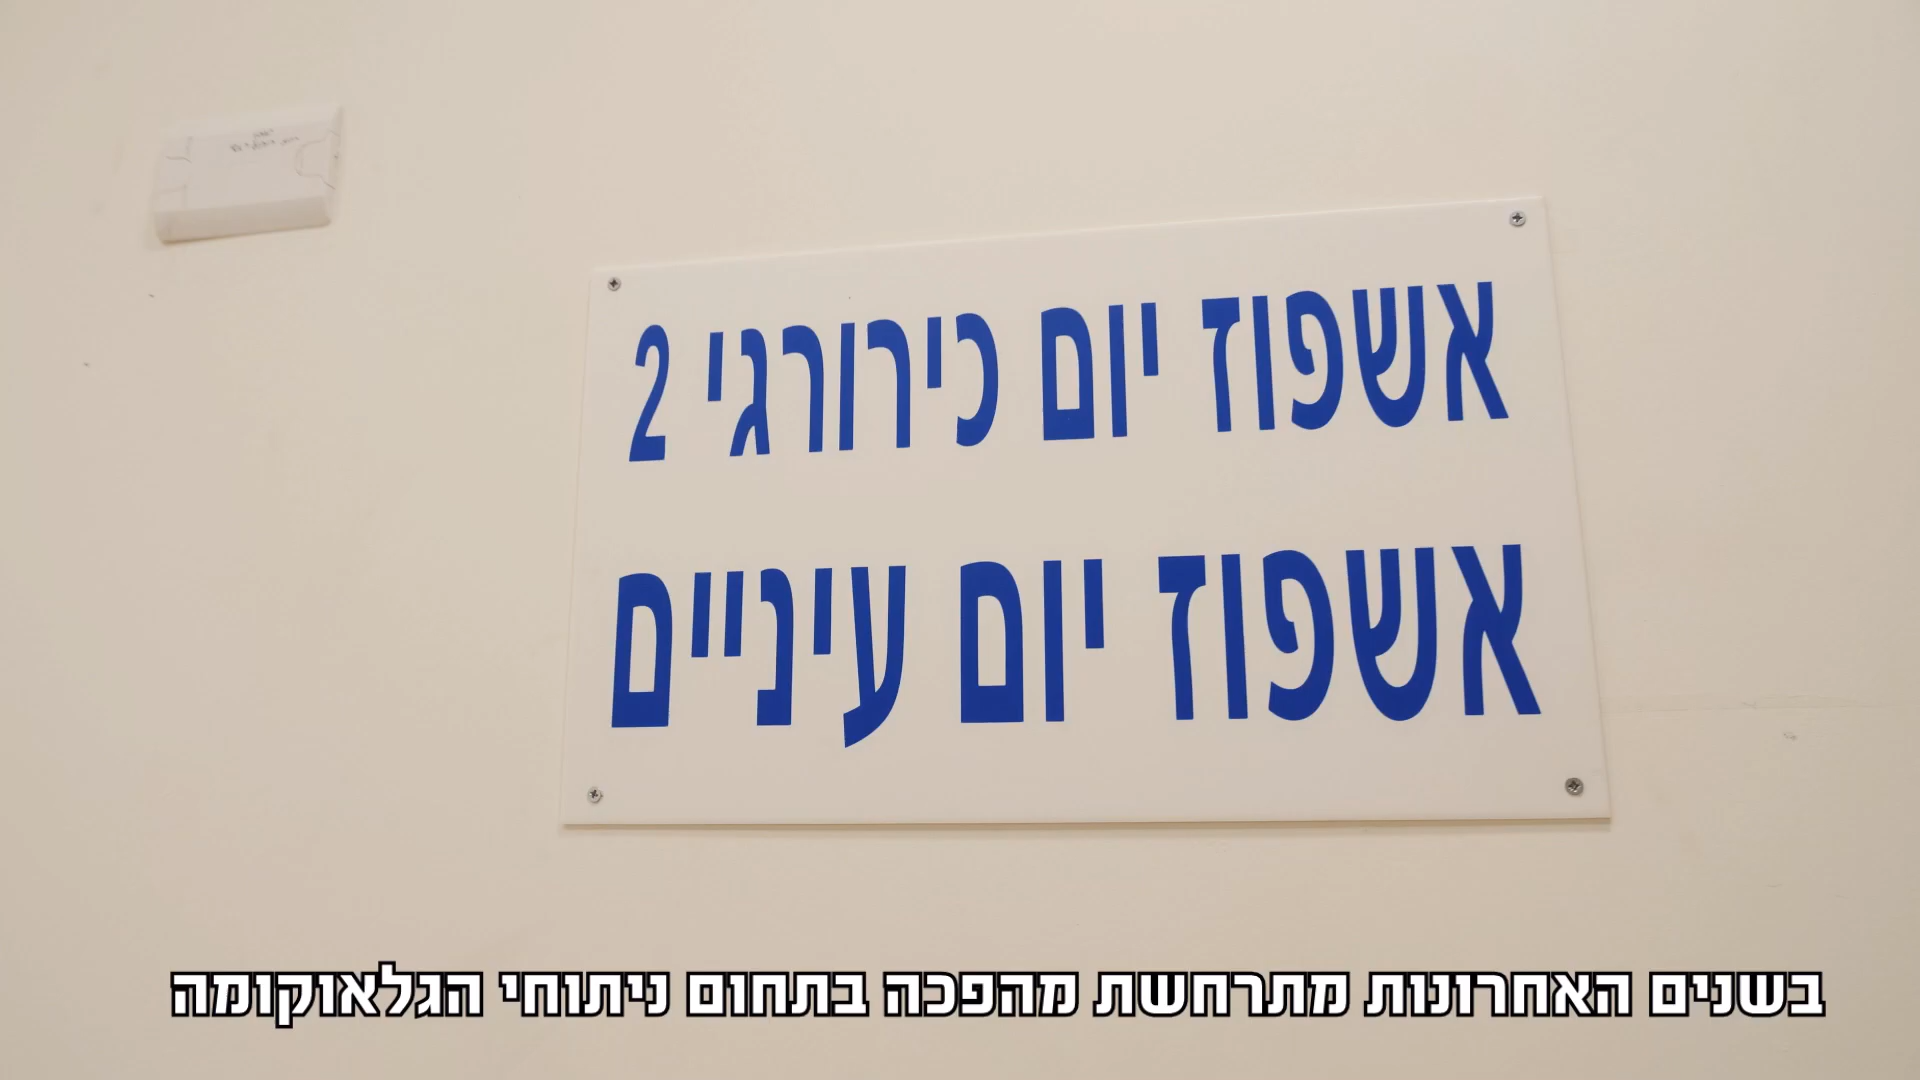 אשפוז יום כירורגי 2
אשפוז יום עיניים
בשנים האחרונות מתרחשת מהפכה בתחום ניתוחי הגלאוקומה